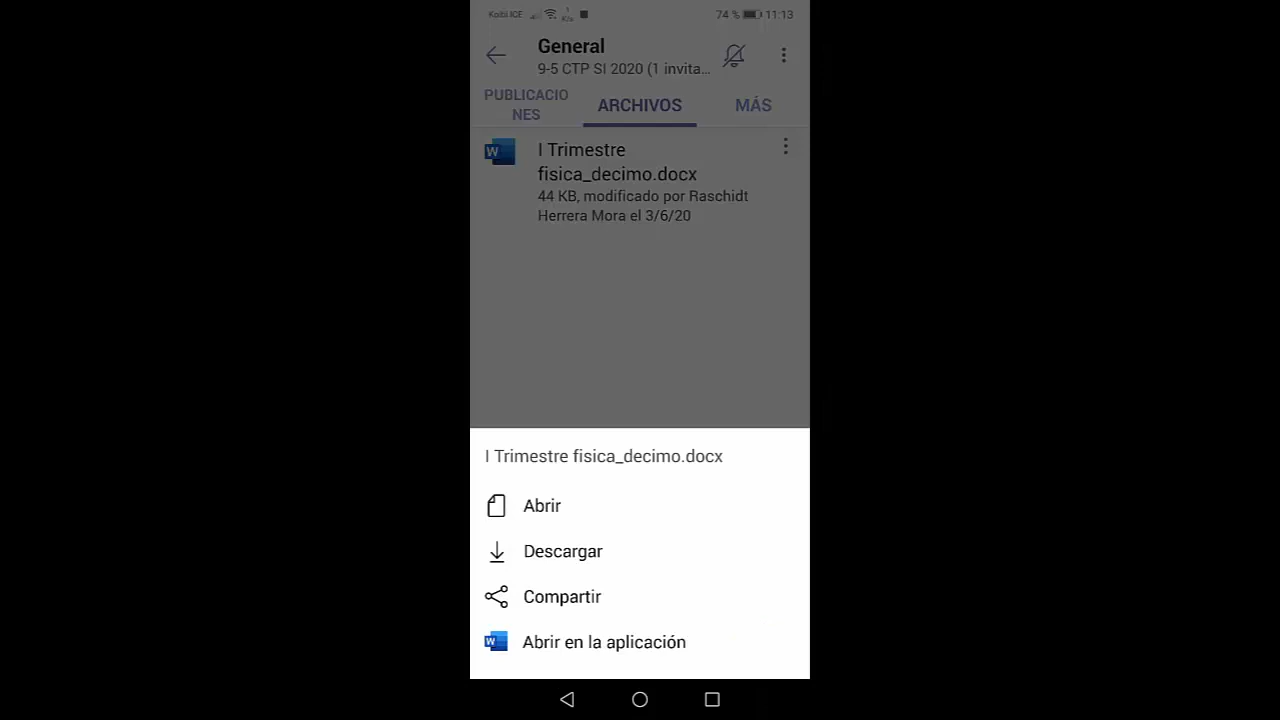 Kolbi ICE 74 % 11:13
General
9-5 CTP SI 2020 (1 invita...
PUBLICACIO
NES
ARCHIVOS
MÁS
W
I Trimestre
fisica_decimo.docx
44 KB, modificado por Raschidt
Herrera Mora el 3/6/20
I Trimestre fisica_decimo.docx
Abrir
Descargar
Compartir
W
Abrir en la aplicación